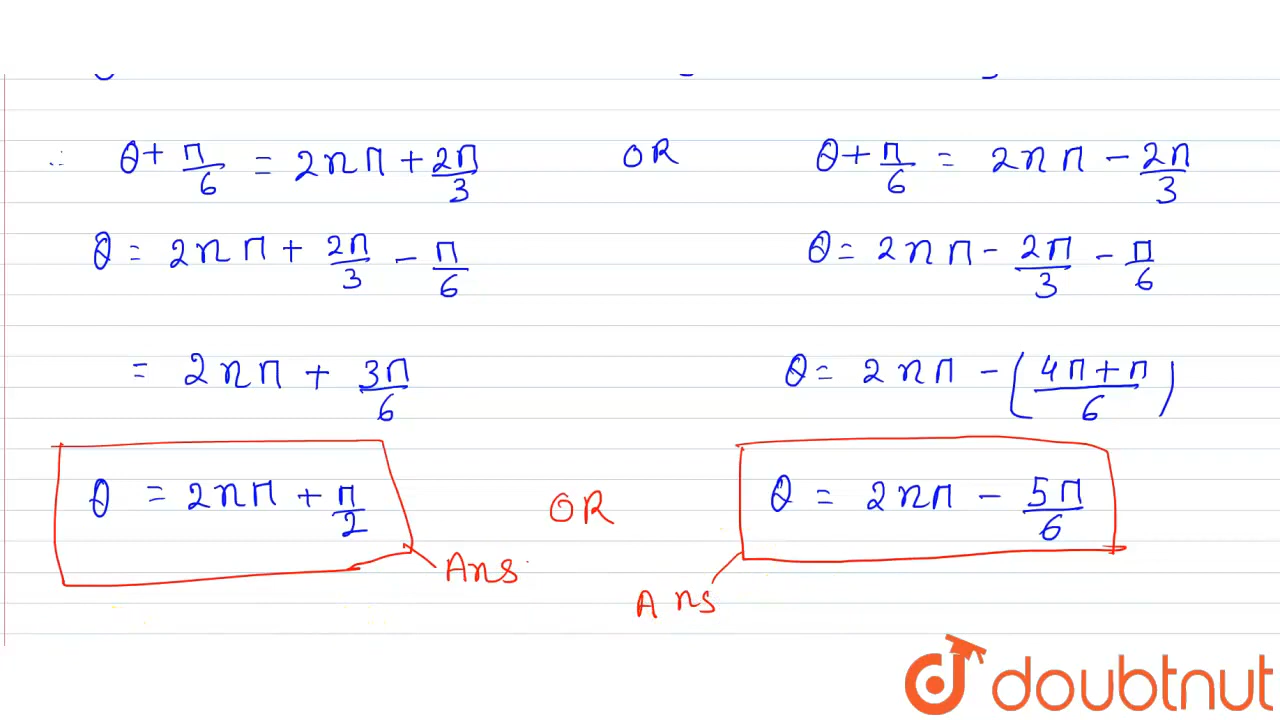 ∴ θ + π/6 = 2nπ + 2π/3 OR θ + π/6 = 2nπ - 2π/3
θ = 2nπ + 2π/3 - π/6 θ = 2nπ - 2π/3 - π/6
= 2nπ + 3π/6 θ = 2nπ - (4π+π/6)
θ = 2nπ + π/2 OR θ = 2nπ - 5π/6
Ans
Ans
doubtnut